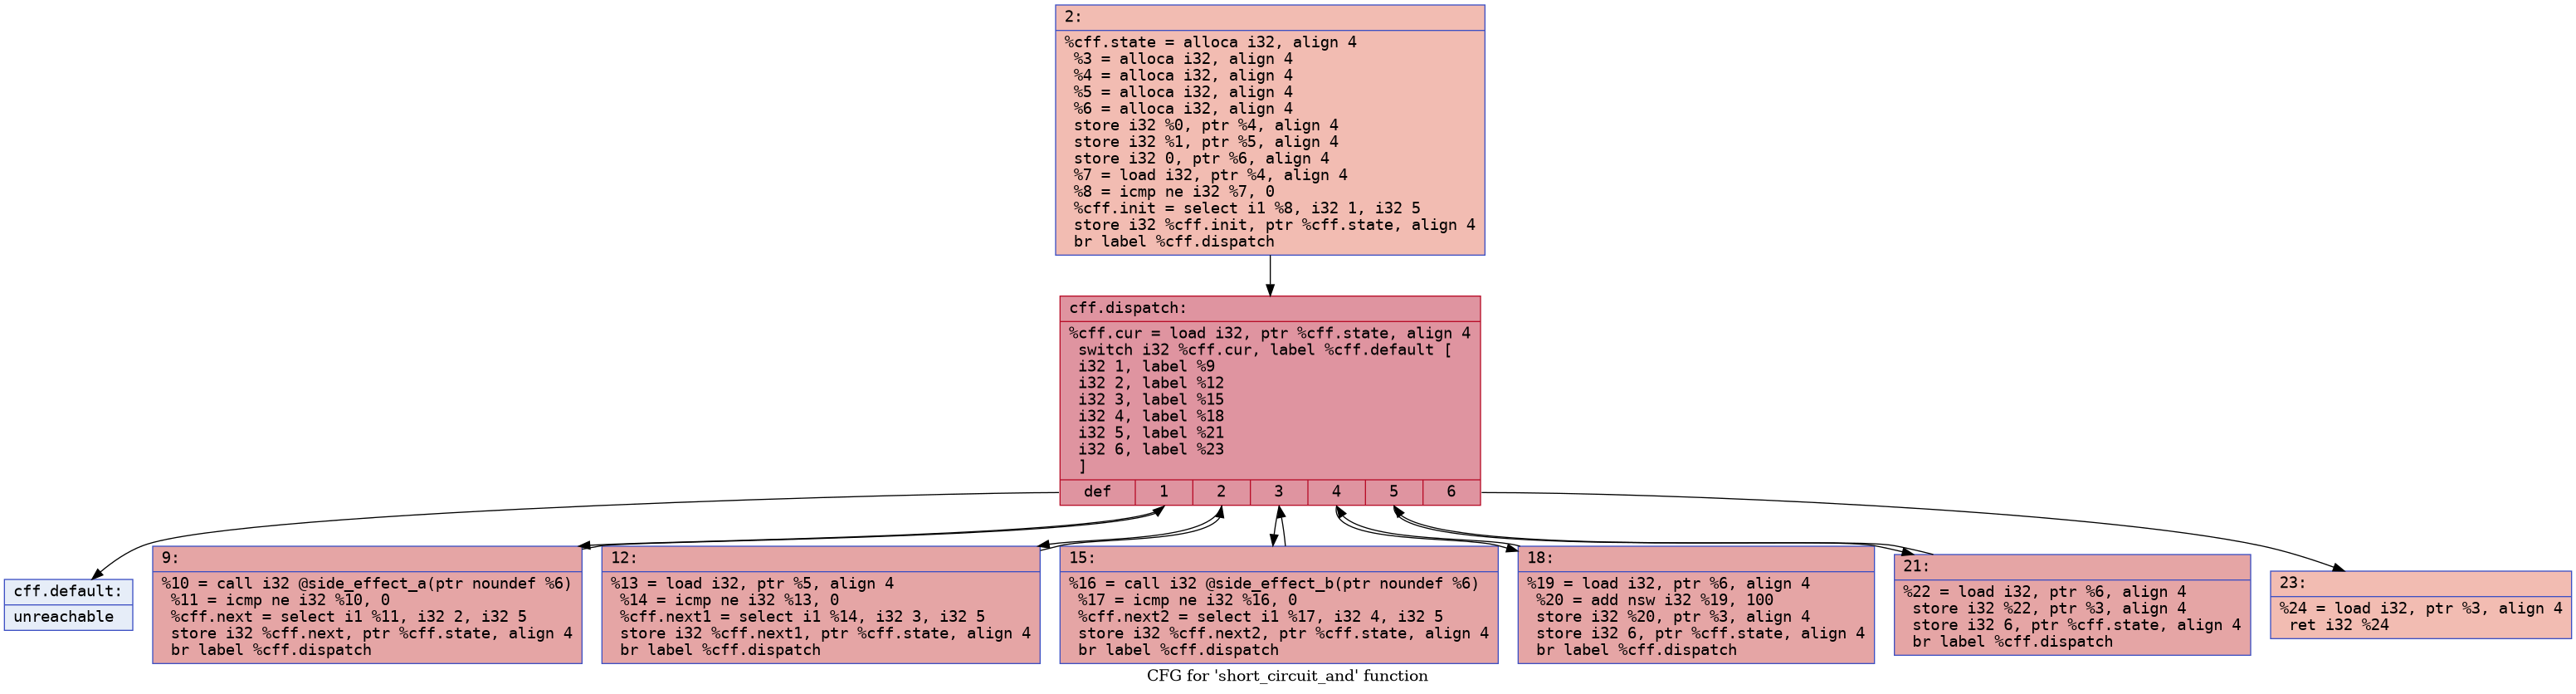 2:
%cff.state = alloca i32, align 4
%3 = alloca i32, align 4
%4 = alloca i32, align 4
%5 = alloca i32, align 4
%6 = alloca i32, align 4
store i32 %0, ptr %4, align 4
store i32 %1, ptr %5, align 4
store i32 0, ptr %6, align 4
%7 = load i32, ptr %4, align 4
%8 = icmp ne i32 %7, 0
%cff.init = select i1 %8, i32 1, i32 5
store i32 %cff.init, ptr %cff.state, align 4
br label %cff.dispatch
cff.dispatch:
%cff.cur = load i32, ptr %cff.state, align 4
switch i32 %cff.cur, label %cff.default [
i32 1, label %9
i32 2, label %12
i32 3, label %15
i32 4, label %18
i32 5, label %21
i32 6, label %23
]
def 1 2 3 4 5 6
cff.default:
unreachable
9:
%10 = call i32 @side_effect_a(ptr noundef %6)
%11 = icmp ne i32 %10, 0
%cff.next = select i1 %11, i32 2, i32 5
store i32 %cff.next, ptr %cff.state, align 4
br label %cff.dispatch
12:
%13 = load i32, ptr %5, align 4
%14 = icmp ne i32 %13, 0
%cff.next1 = select i1 %14, i32 3, i32 5
store i32 %cff.next1, ptr %cff.state, align 4
br label %cff.dispatch
15:
%16 = call i32 @side_effect_b(ptr noundef %6)
%17 = icmp ne i32 %16, 0
%cff.next2 = select i1 %17, i32 4, i32 5
store i32 %cff.next2, ptr %cff.state, align 4
br label %cff.dispatch
18:
%19 = load i32, ptr %6, align 4
%20 = add nsw i32 %19, 100
store i32 %20, ptr %3, align 4
store i32 6, ptr %cff.state, align 4
br label %cff.dispatch
21:
%22 = load i32, ptr %6, align 4
store i32 %22, ptr %3, align 4
store i32 6, ptr %cff.state, align 4
br label %cff.dispatch
23:
%24 = load i32, ptr %3, align 4
ret i32 %24
CFG for 'short_circuit_and' function